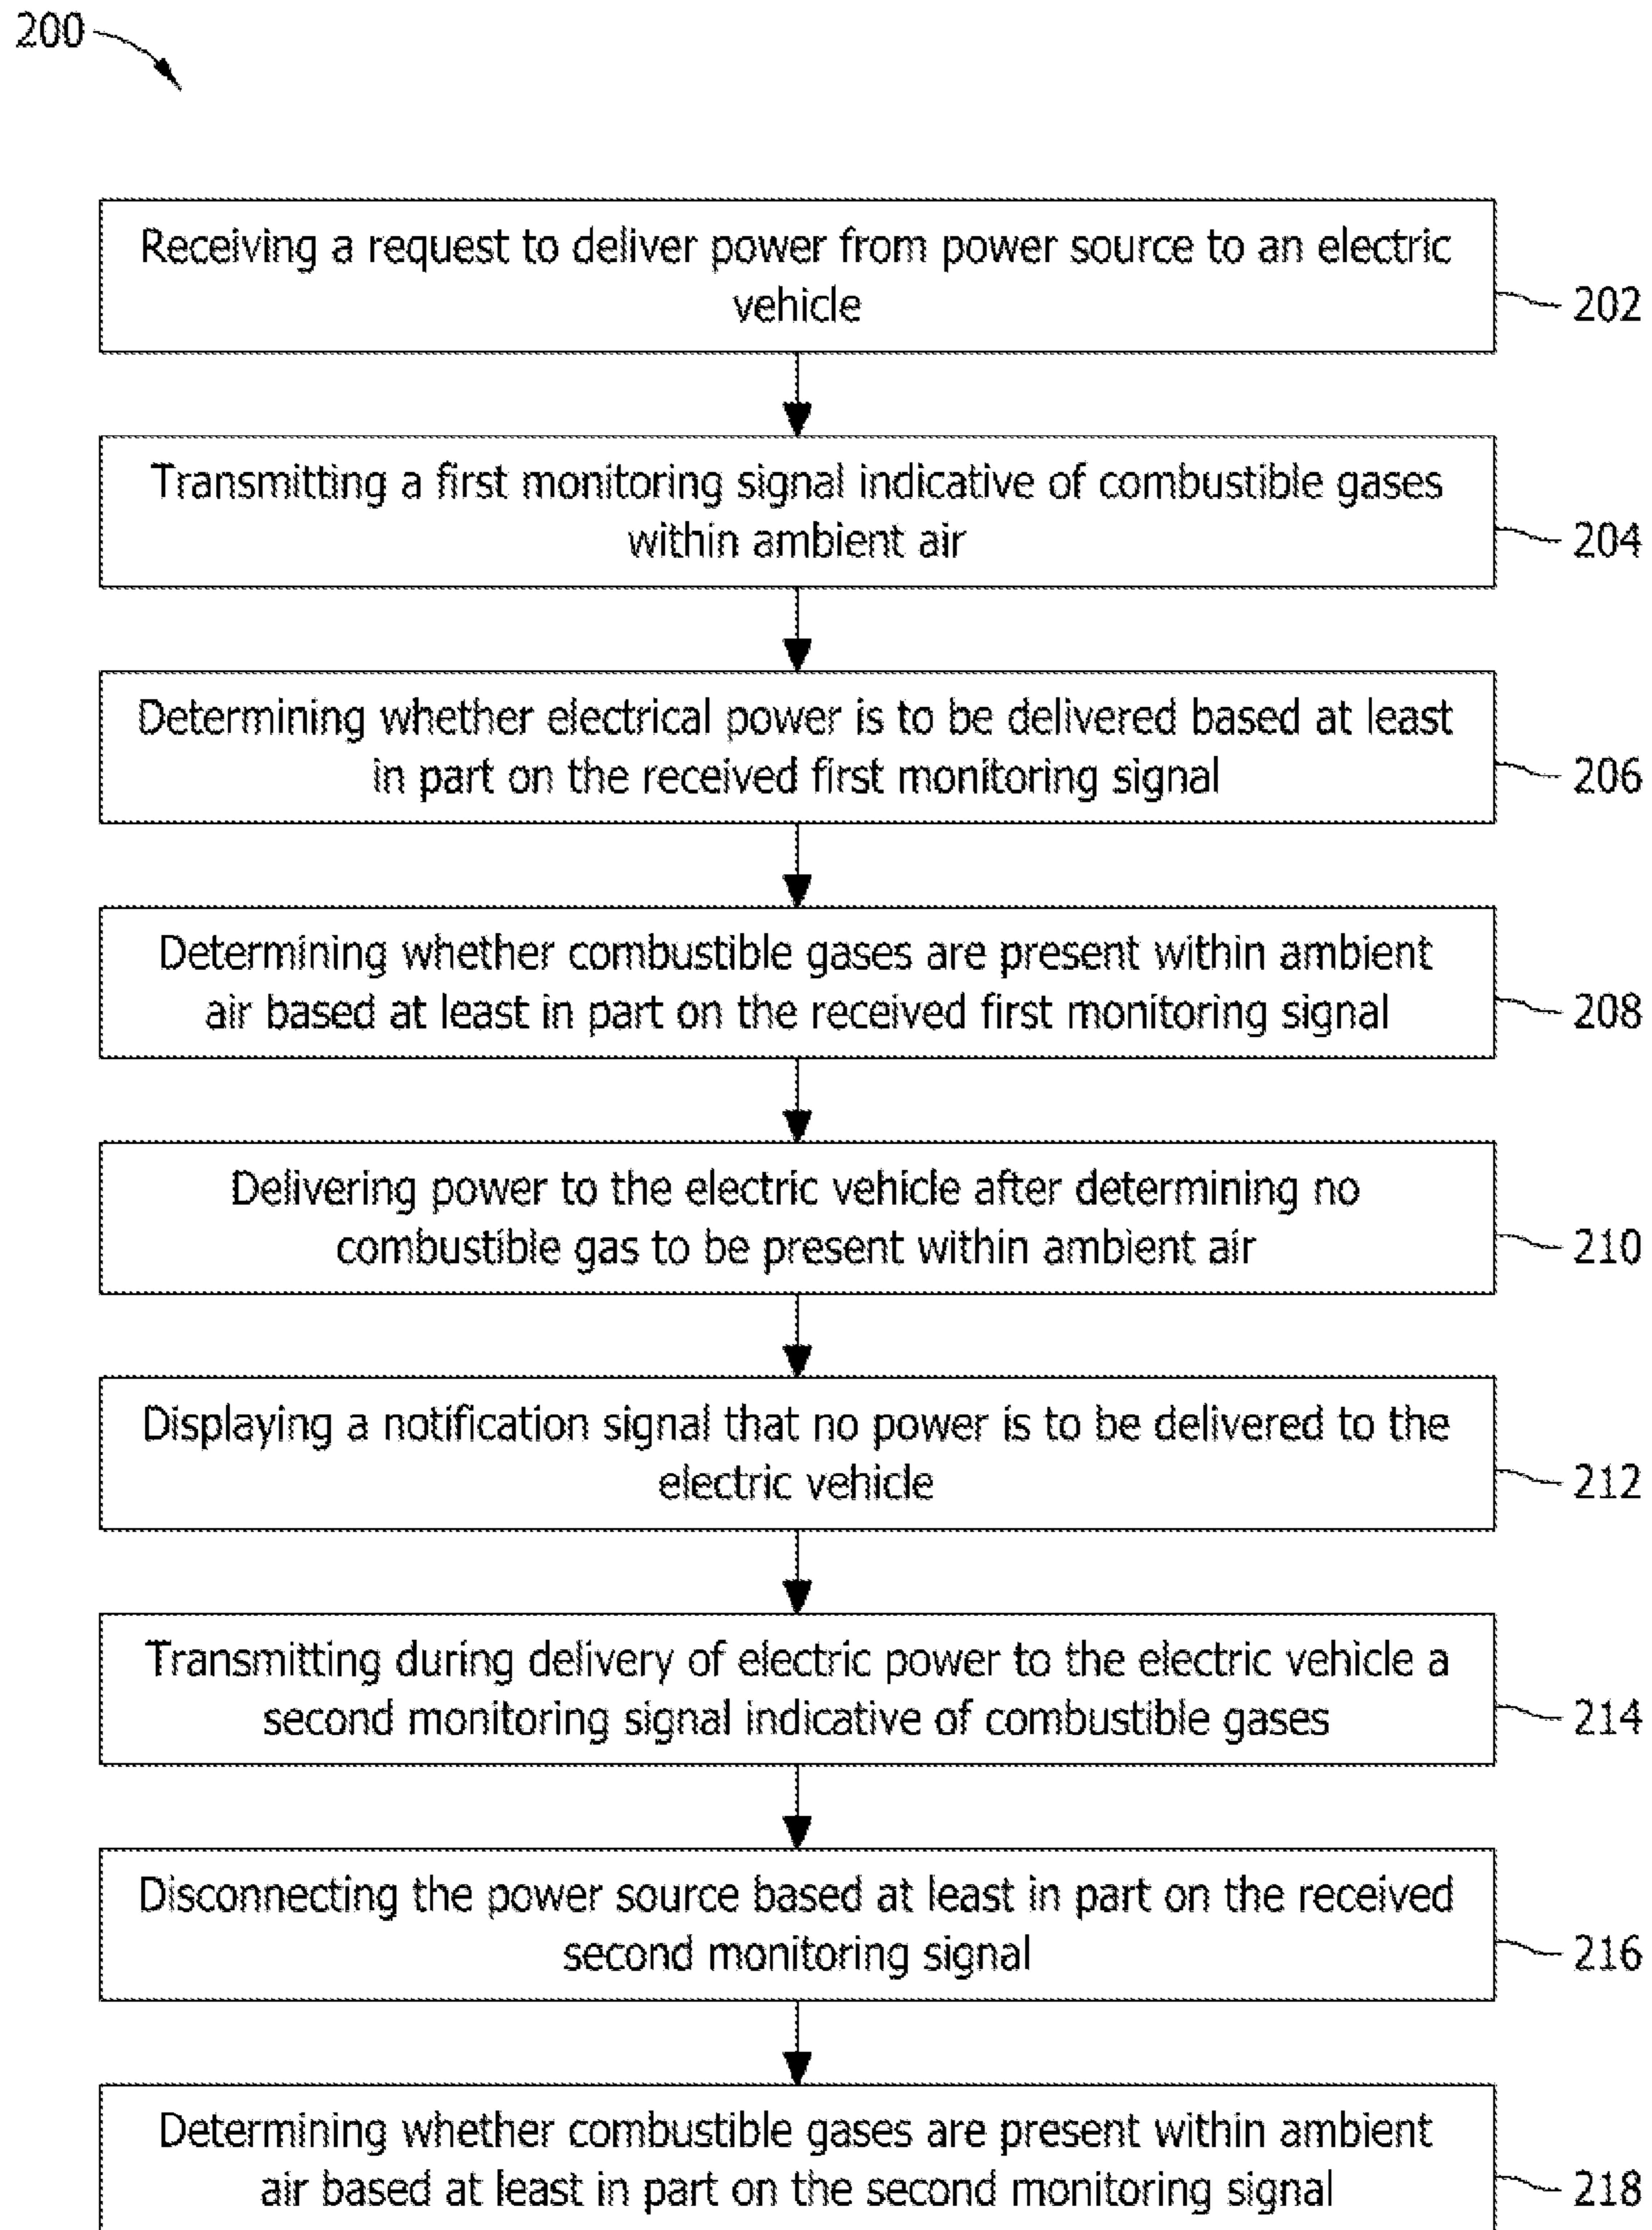 200
Receiving a request to deliver power from power source to an electric
vehicle
202
Transmitting a first monitoring signal indicative of combustible gases
within ambient air
204
Determining whether electrical power is to be delivered based at least
in part on the received first monitoring signal
206
Determining whether combustible gases are present within ambient
air based at least in part on the received first monitoring signal
208
Delivering power to the electric vehicle after determining no
combustible gas to be present within ambient air
210
Displaying a notification signal that no power is to be delivered to the
electric vehicle
212
Transmitting during delivery of electric power to the electric vehicle a
second monitoring signal indicative of combustible gases
214
Disconnecting the power source based at least in part on the received
second monitoring signal
216
Determining whether combustible gases are present within ambient
air based at least in part on the second monitoring signal
218